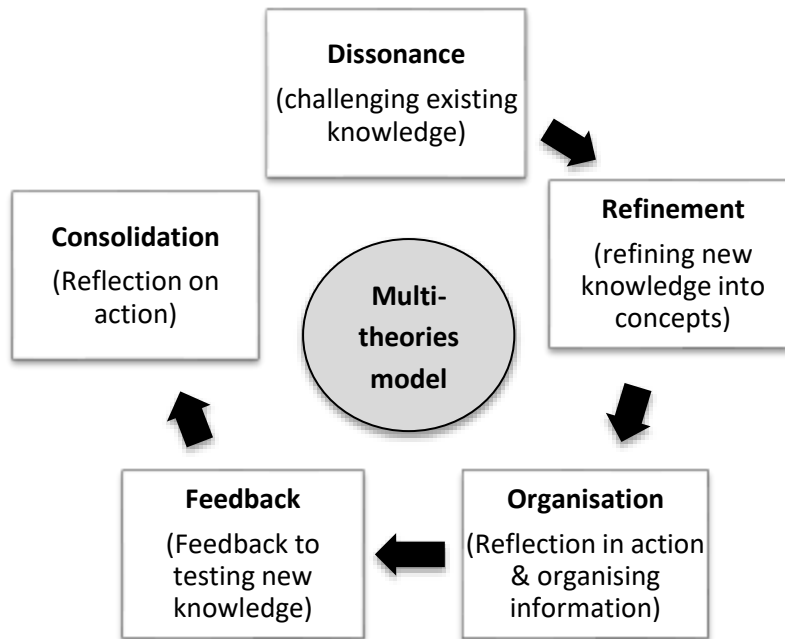 Dissonance
(challenging existing
knowledge)
Refinement
(refining new
knowledge into
concepts)
Organisation
(Reflection in action
& organising
information)
Feedback
(Feedback to
testing new
knowledge)
Consolidation
(Reflection on
action)
Multi-
theories
model